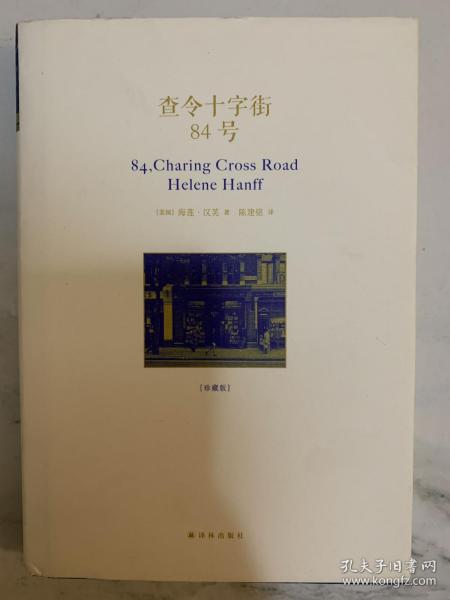 查令十字街
84号
84,Charing Cross Road
Helene Hanff
[美国] 海莲·汉芙 著 陈建铭 译
[珍藏版]
译林出版社
孔夫子旧书网
www.kongfz.com